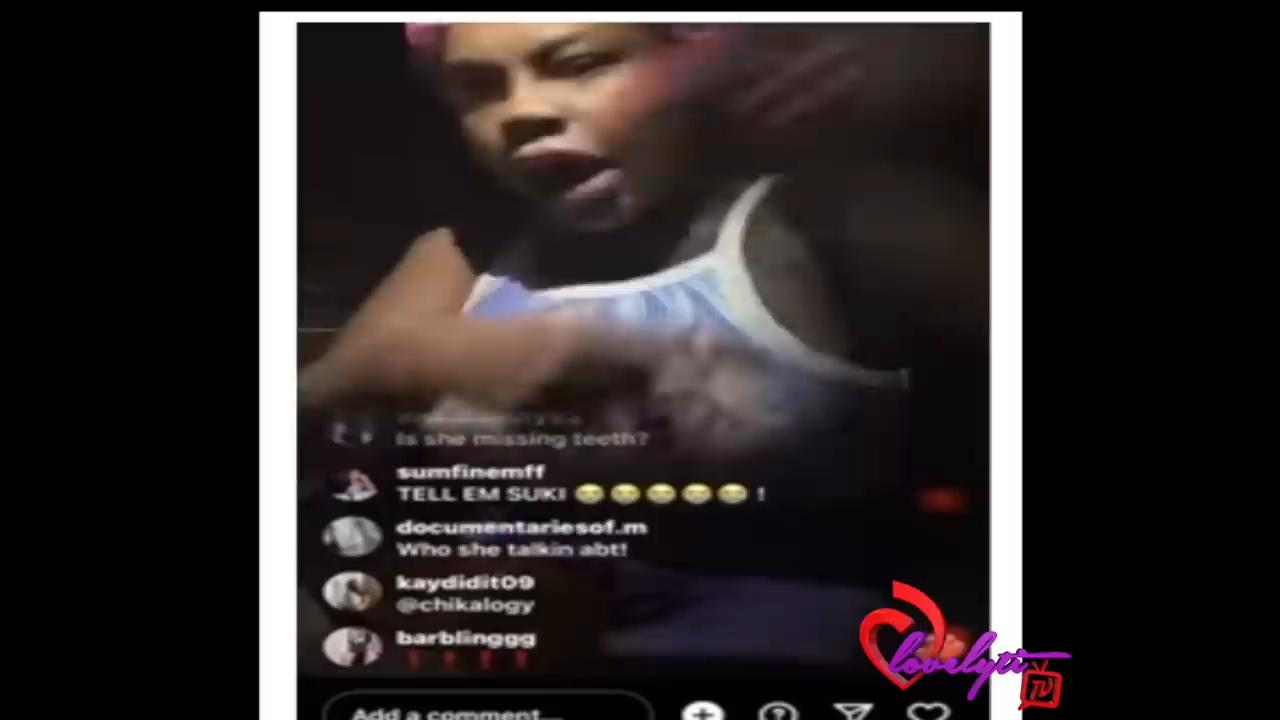 Is she missing teeth?
sumfinemff
TELL EM SUKI 😂😂😂😂😂 !
documentariesof.m
Who she talkin abt!
kaydidit09
@chikalogy
barblinggg
Add a comment...
lovelyti
TV